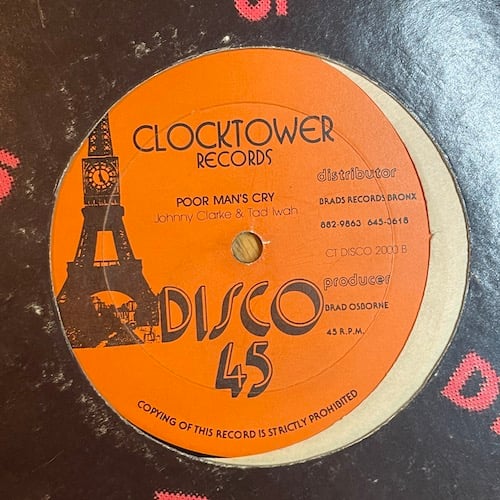 CLOCKTOWER
RECORDS
POOR MAN'S CRY
Johnny Clarke & Tad Iwah
distributor
BRADS RECORDS BRONX
882-9863 645-3618
CT DISCO 2003 B
producer
BRAD OSBORNE
45 R.P.M.
DISCO
45
COPYING OF THIS RECORD IS STRICTLY PROHIBITED